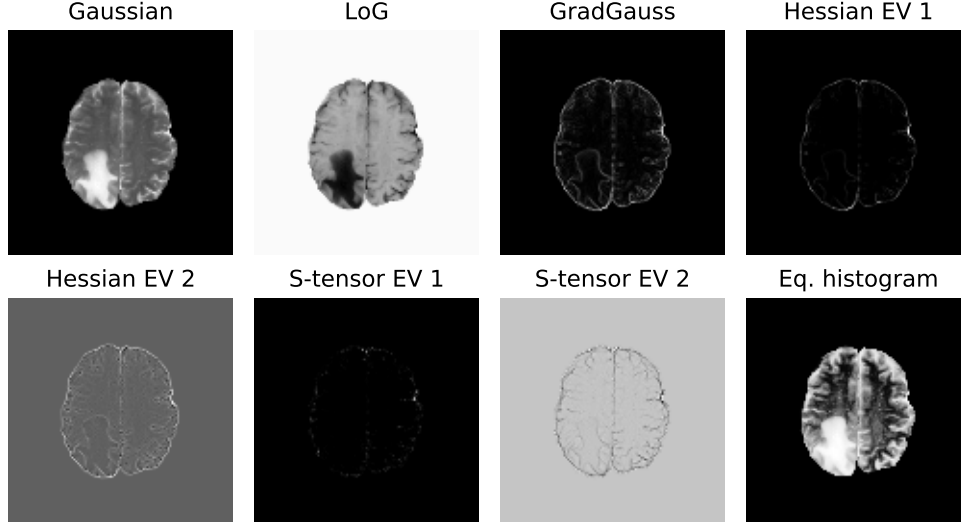 Gaussian
LoG
GradGauss
Hessian EV 1
Hessian EV 2
S-tensor EV 1
S-tensor EV 2
Eq. histogram